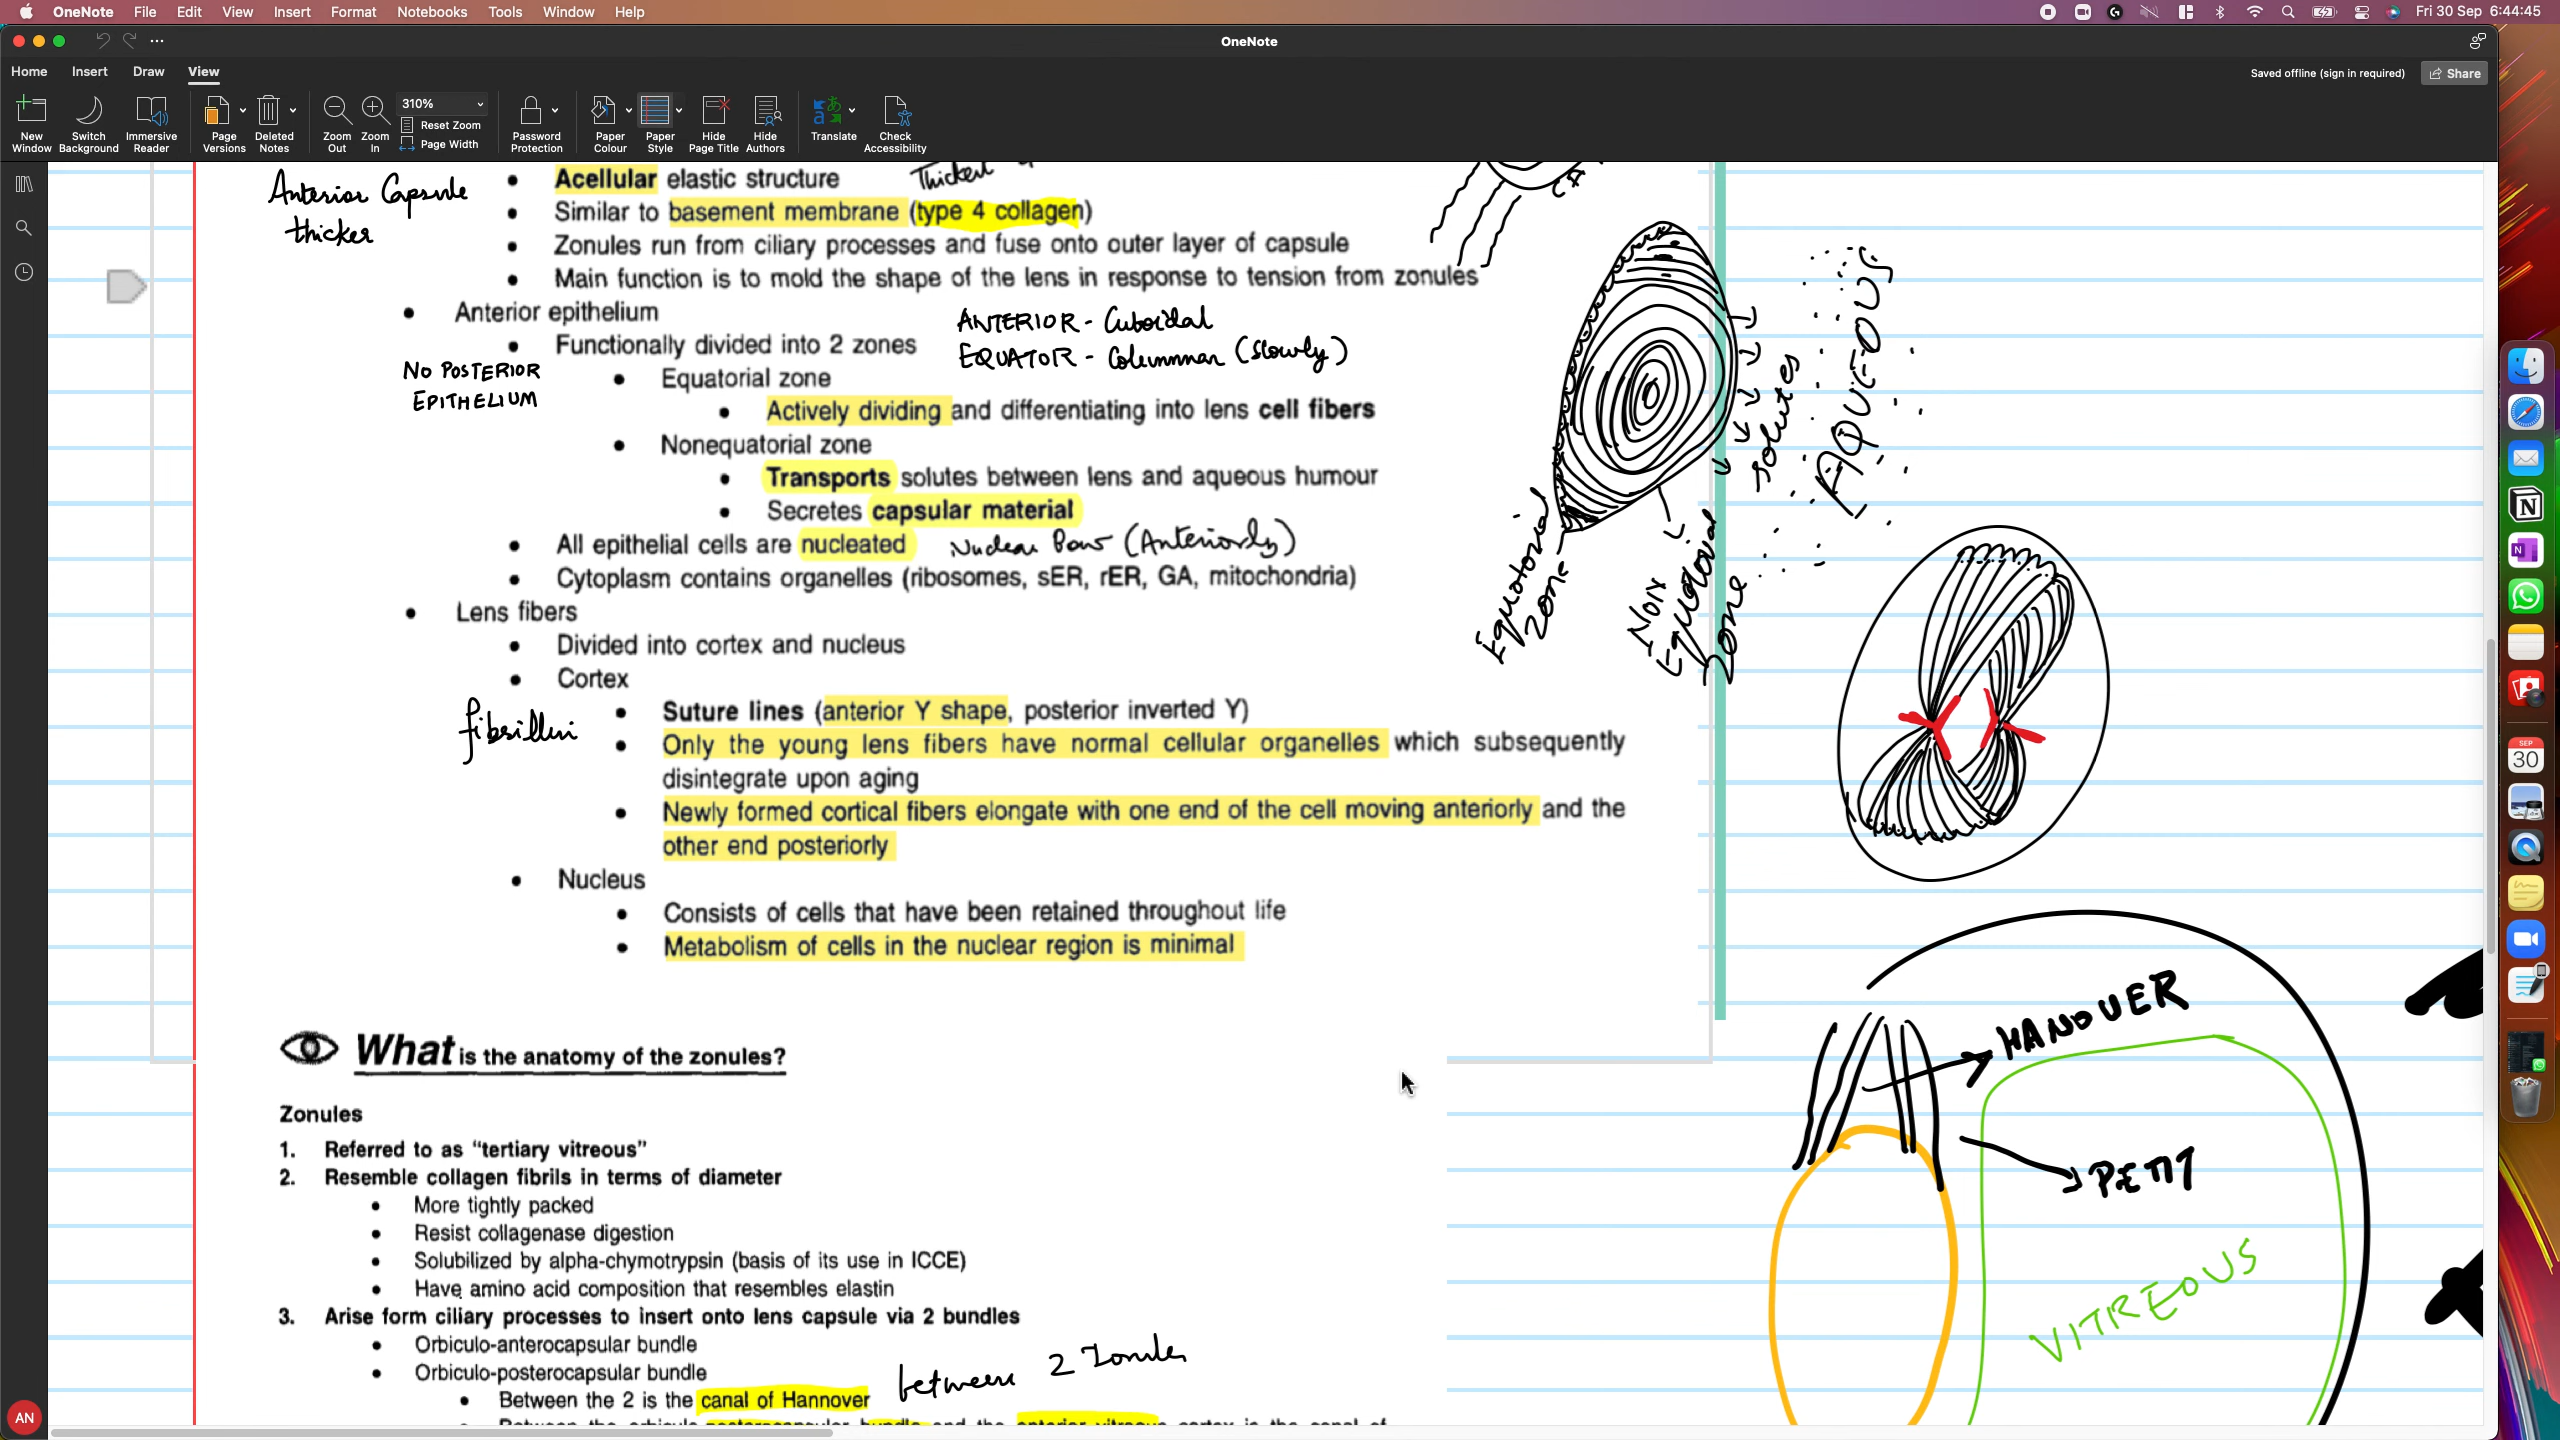 OneNote File Edit View Insert Format Notebooks Tools Window Help
Fri 30 Sep 6:44:45
OneNote
Home Insert Draw View
Saved offline (sign in required)
Share
New Window
Switch Background
Immersive Reader
Page Versions
Deleted Notes
Zoom Out
Zoom In
310%
Reset Zoom
Page Width
Password Protection
Paper Colour
Paper Style
Hide Page Title
Hide Authors
Translate
Check Accessibility
Anterior Capsule
thicker
• Acellular elastic structure
• Similar to basement membrane (type 4 collagen)
• Zonules run from ciliary processes and fuse onto outer layer of capsule
• Main function is to mold the shape of the lens in response to tension from zonules
• Anterior epithelium
ANTERIOR - Cuboidal
• Functionally divided into 2 zones
EQUATOR - Columnar (slowly)
NO POSTERIOR
EPITHELIUM
• Equatorial zone
• Actively dividing and differentiating into lens cell fibers
• Nonequatorial zone
• Transports solutes between lens and aqueous humour
• Secretes capsular material
• All epithelial cells are nucleated
Nuclear Bow (Anteriorly)
• Cytoplasm contains organelles (ribosomes, sER, rER, GA, mitochondria)
• Lens fibers
• Divided into cortex and nucleus
• Cortex
fibrillin
• Suture lines (anterior Y shape, posterior inverted Y)
• Only the young lens fibers have normal cellular organelles which subsequently
disintegrate upon aging
• Newly formed cortical fibers elongate with one end of the cell moving anteriorly and the
other end posteriorly
• Nucleus
• Consists of cells that have been retained throughout life
• Metabolism of cells in the nuclear region is minimal
solutes
AQUEOUS
Equatorial
zone
Non
Equatorial
zone
What is the anatomy of the zonules?
Zonules
1. Referred to as “tertiary vitreous”
2. Resemble collagen fibrils in terms of diameter
• More tightly packed
• Resist collagenase digestion
• Solubilized by alpha-chymotrypsin (basis of its use in ICCE)
• Have amino acid composition that resembles elastin
3. Arise form ciliary processes to insert onto lens capsule via 2 bundles
• Orbiculo-anterocapsular bundle
• Orbiculo-posterocapsular bundle
• Between the 2 is the canal of Hannover
between 2 Zonules
HANOVER
PETIT
VITREOUS
AN
SEP
30